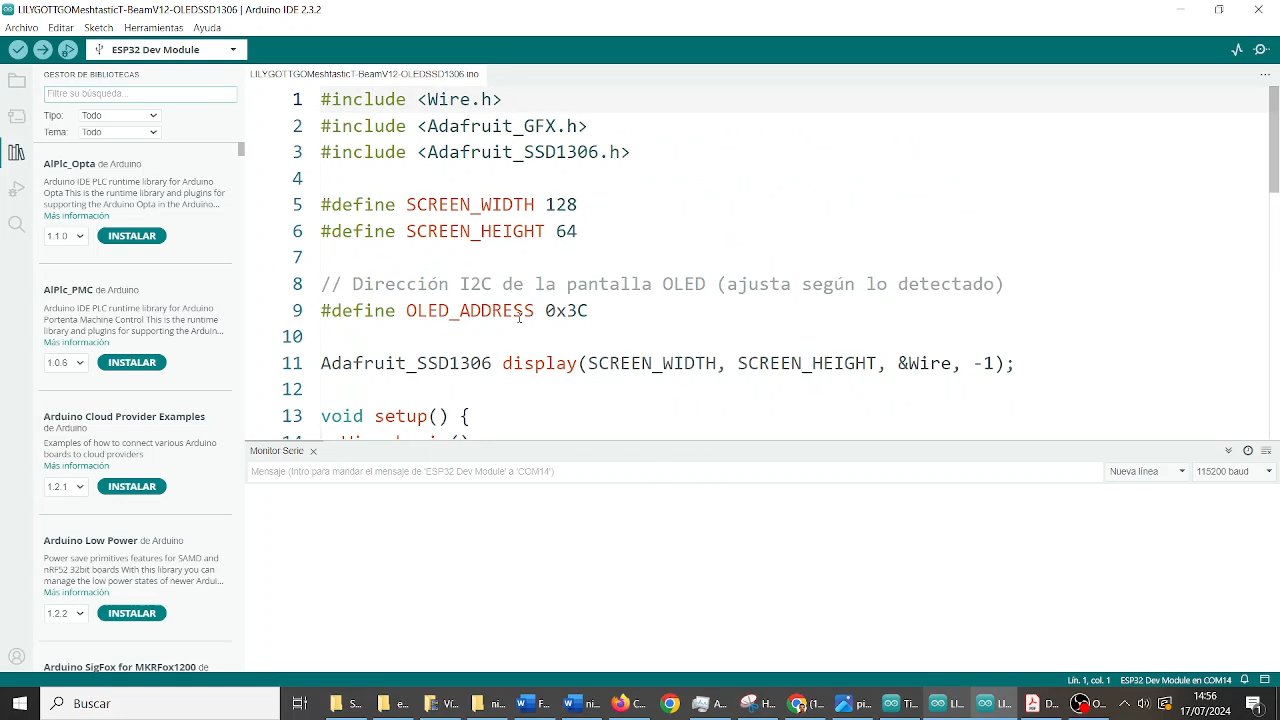 LILYGOTTGOMeshtasticT-BeamV12-OLEDSSD1306 | Arduino IDE 2.3.2
Archivo Editar Sketch Herramientas Ayuda
ESP32 Dev Module
GESTOR DE BIBLIOTECAS
Filtre su búsqueda...
Tipo: Todo
Tema: Todo
AlPlc_Opta de Arduino
Arduino IDE PLC runtime library for Arduino
Opta This is the runtime library and plugins for
supporting the Arduino Opta in the Arduino...
Más información
1.1.0 INSTALAR
AlPlc_PMC de Arduino
Arduino IDE PLC runtime library for Arduino
Portenta Machine Control This is the runtime
library and plugins for supporting the Arduin...
Más información
1.0.6 INSTALAR
Arduino Cloud Provider Examples
de Arduino
Examples of how to connect various Arduino
boards to cloud providers
Más información
1.2.1 INSTALAR
Arduino Low Power de Arduino
Power save primitives features for SAMD and
nRF52 32bit boards With this library you can
manage the low power states of newer Ardui...
Más información
1.2.2 INSTALAR
Arduino SigFox for MKRFox1200 de
LILYGOTTGOMeshtasticT-BeamV12-OLEDSSD1306.ino
1 #include <Wire.h>
2 #include <Adafruit_GFX.h>
3 #include <Adafruit_SSD1306.h>
4
5 #define SCREEN_WIDTH 128
6 #define SCREEN_HEIGHT 64
7
8 // Dirección I2C de la pantalla OLED (ajusta según lo detectado)
9 #define OLED_ADDRESS 0x3C
10
11 Adafruit_SSD1306 display(SCREEN_WIDTH, SCREEN_HEIGHT, &Wire, -1);
12
13 void setup() {
Monitor Serie
Mensaje (Intro para mandar el mensaje de 'ESP32 Dev Module' a 'COM14')
Nueva línea
115200 baud
Lín. 1, col. 1 ESP32 Dev Module en COM14
Buscar
S... e... Vi... n... F... ni... C... A... H... (1... pi... Ti... LI... LI... D... O...
14:56
17/11/2024